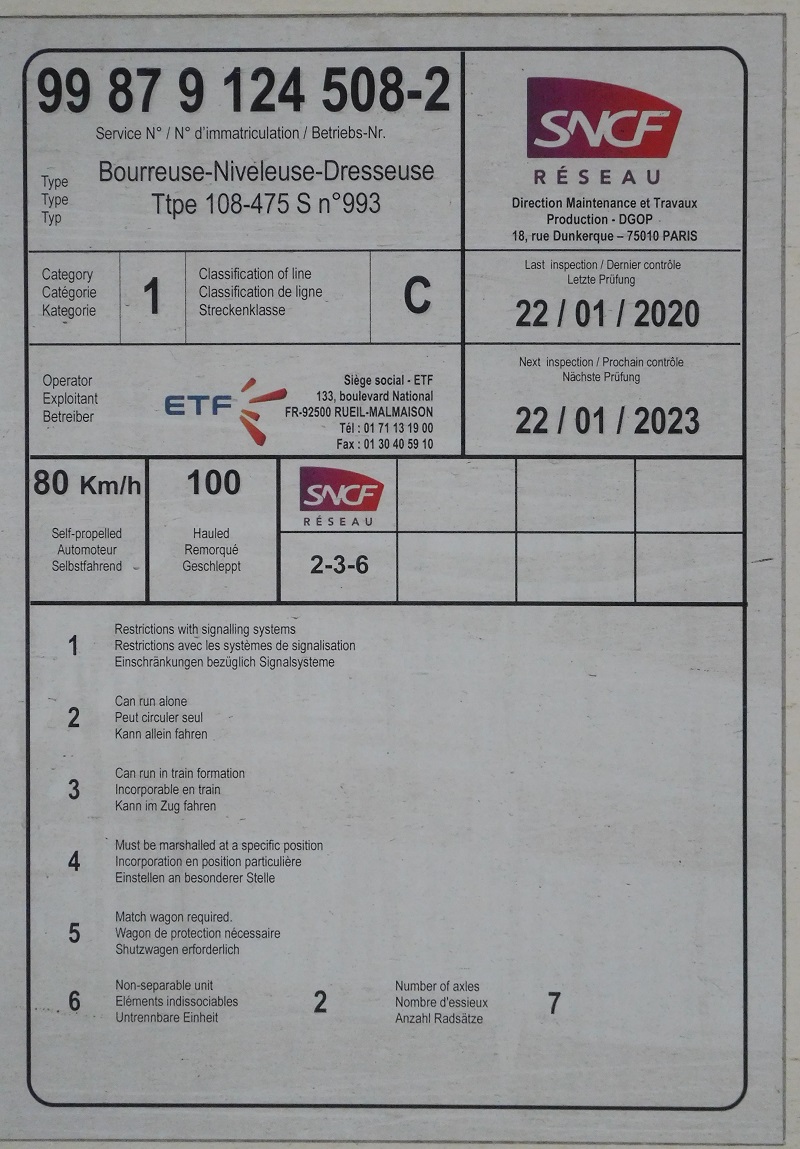 99 87 9 124 508-2
Service N° / N° d'immatriculation / Betriebs-Nr.
Type
Type
Typ
Bourreuse-Niveleuse-Dresseuse
Ttpe 108-475 S n°993
SNCF
RÉSEAU
Direction Maintenance et Travaux
Production - DGOP
18, rue Dunkerque – 75010 PARIS
Category
Catégorie
Kategorie
1
Classification of line
Classification de ligne
Streckenklasse
C
Last inspection / Dernier contrôle
Letzte Prüfung
22 / 01 / 2020
Operator
Exploitant
Betreiber
ETF
Siège social - ETF
133, boulevard National
FR-92500 RUEIL-MALMAISON
Tél : 01 71 13 19 00
Fax : 01 30 40 59 10
Next inspection / Prochain contrôle
Nächste Prüfung
22 / 01 / 2023
80 Km/h
Self-propelled
Automoteur
Selbstfahrend
100
Hauled
Remorqué
Geschleppt
SNCF
RÉSEAU
2-3-6
1
Restrictions with signalling systems
Restrictions avec les systèmes de signalisation
Einschränkungen bezüglich Signalsysteme
2
Can run alone
Peut circuler seul
Kann allein fahren
3
Can run in train formation
Incorporable en train
Kann im Zug fahren
4
Must be marshalled at a specific position
Incorporation en position particulière
Einstellen an besonderer Stelle
5
Match wagon required.
Wagon de protection nécessaire
Shutzwagen erforderlich
6
Non-separable unit
Eléments indissociables
Untrennbare Einheit
2
Number of axles
Nombre d'essieux
Anzahl Radsätze
7